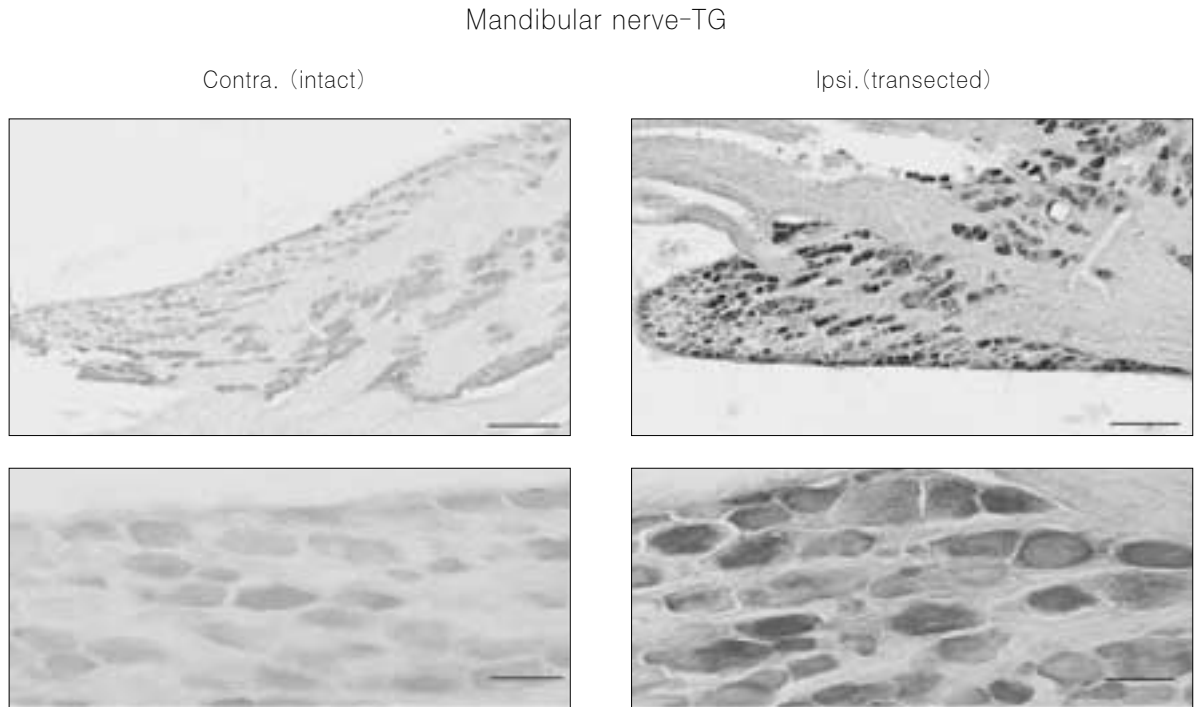 Mandibular nerve-TG
Contra. (intact)
Ipsi.(transected)